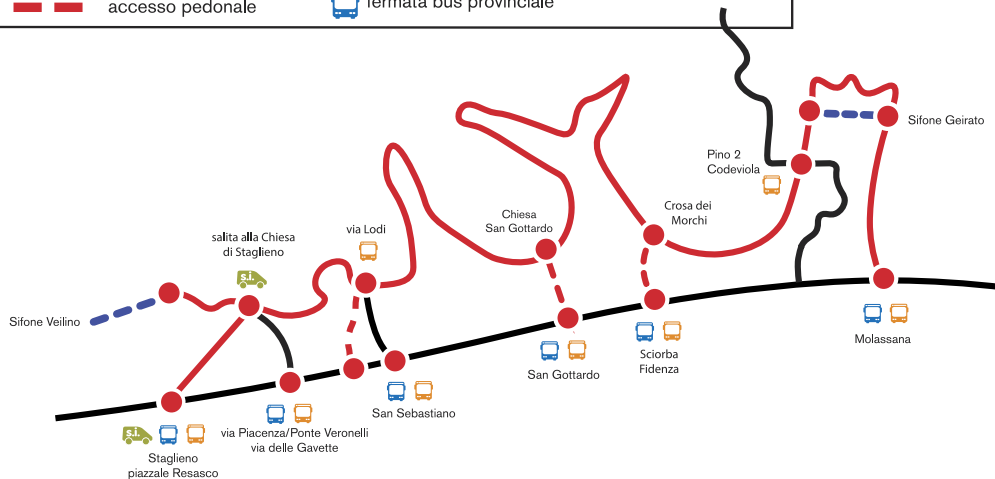 accesso pedonale
fermata bus provinciale
Sifone Geirato
Pino 2
Codeviola
Crosa dei
Morchi
Chiesa
San Gottardo
via Lodi
salita alla Chiesa
di Staglieno
s.i.
Sifone Veilino
Molassana
Sciorba
Fidenza
San Gottardo
San Sebastiano
via Piacenza/Ponte Veronelli
via delle Gavette
s.i.
Staglieno
piazzale Resasco